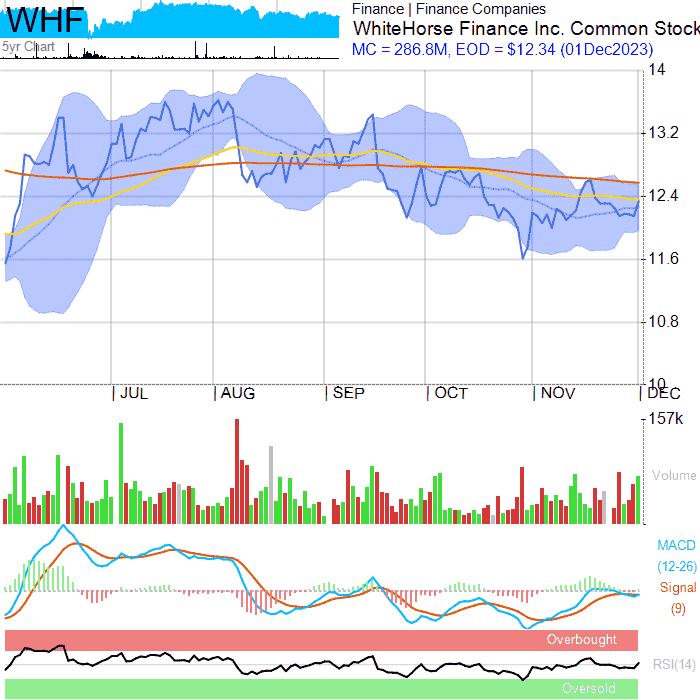 WHF
5yr Chart
Finance | Finance Companies
WhiteHorse Finance Inc. Common Stock
MC = 286.8M, EOD = $12.34 (01Dec2023)
14
13.2
12.4
11.6
10.8
10
JUL
AUG
SEP
OCT
NOV
DEC
157k
Volume
MACD
(12-26)
Signal
(9)
Overbought
RSI(14)
Oversold